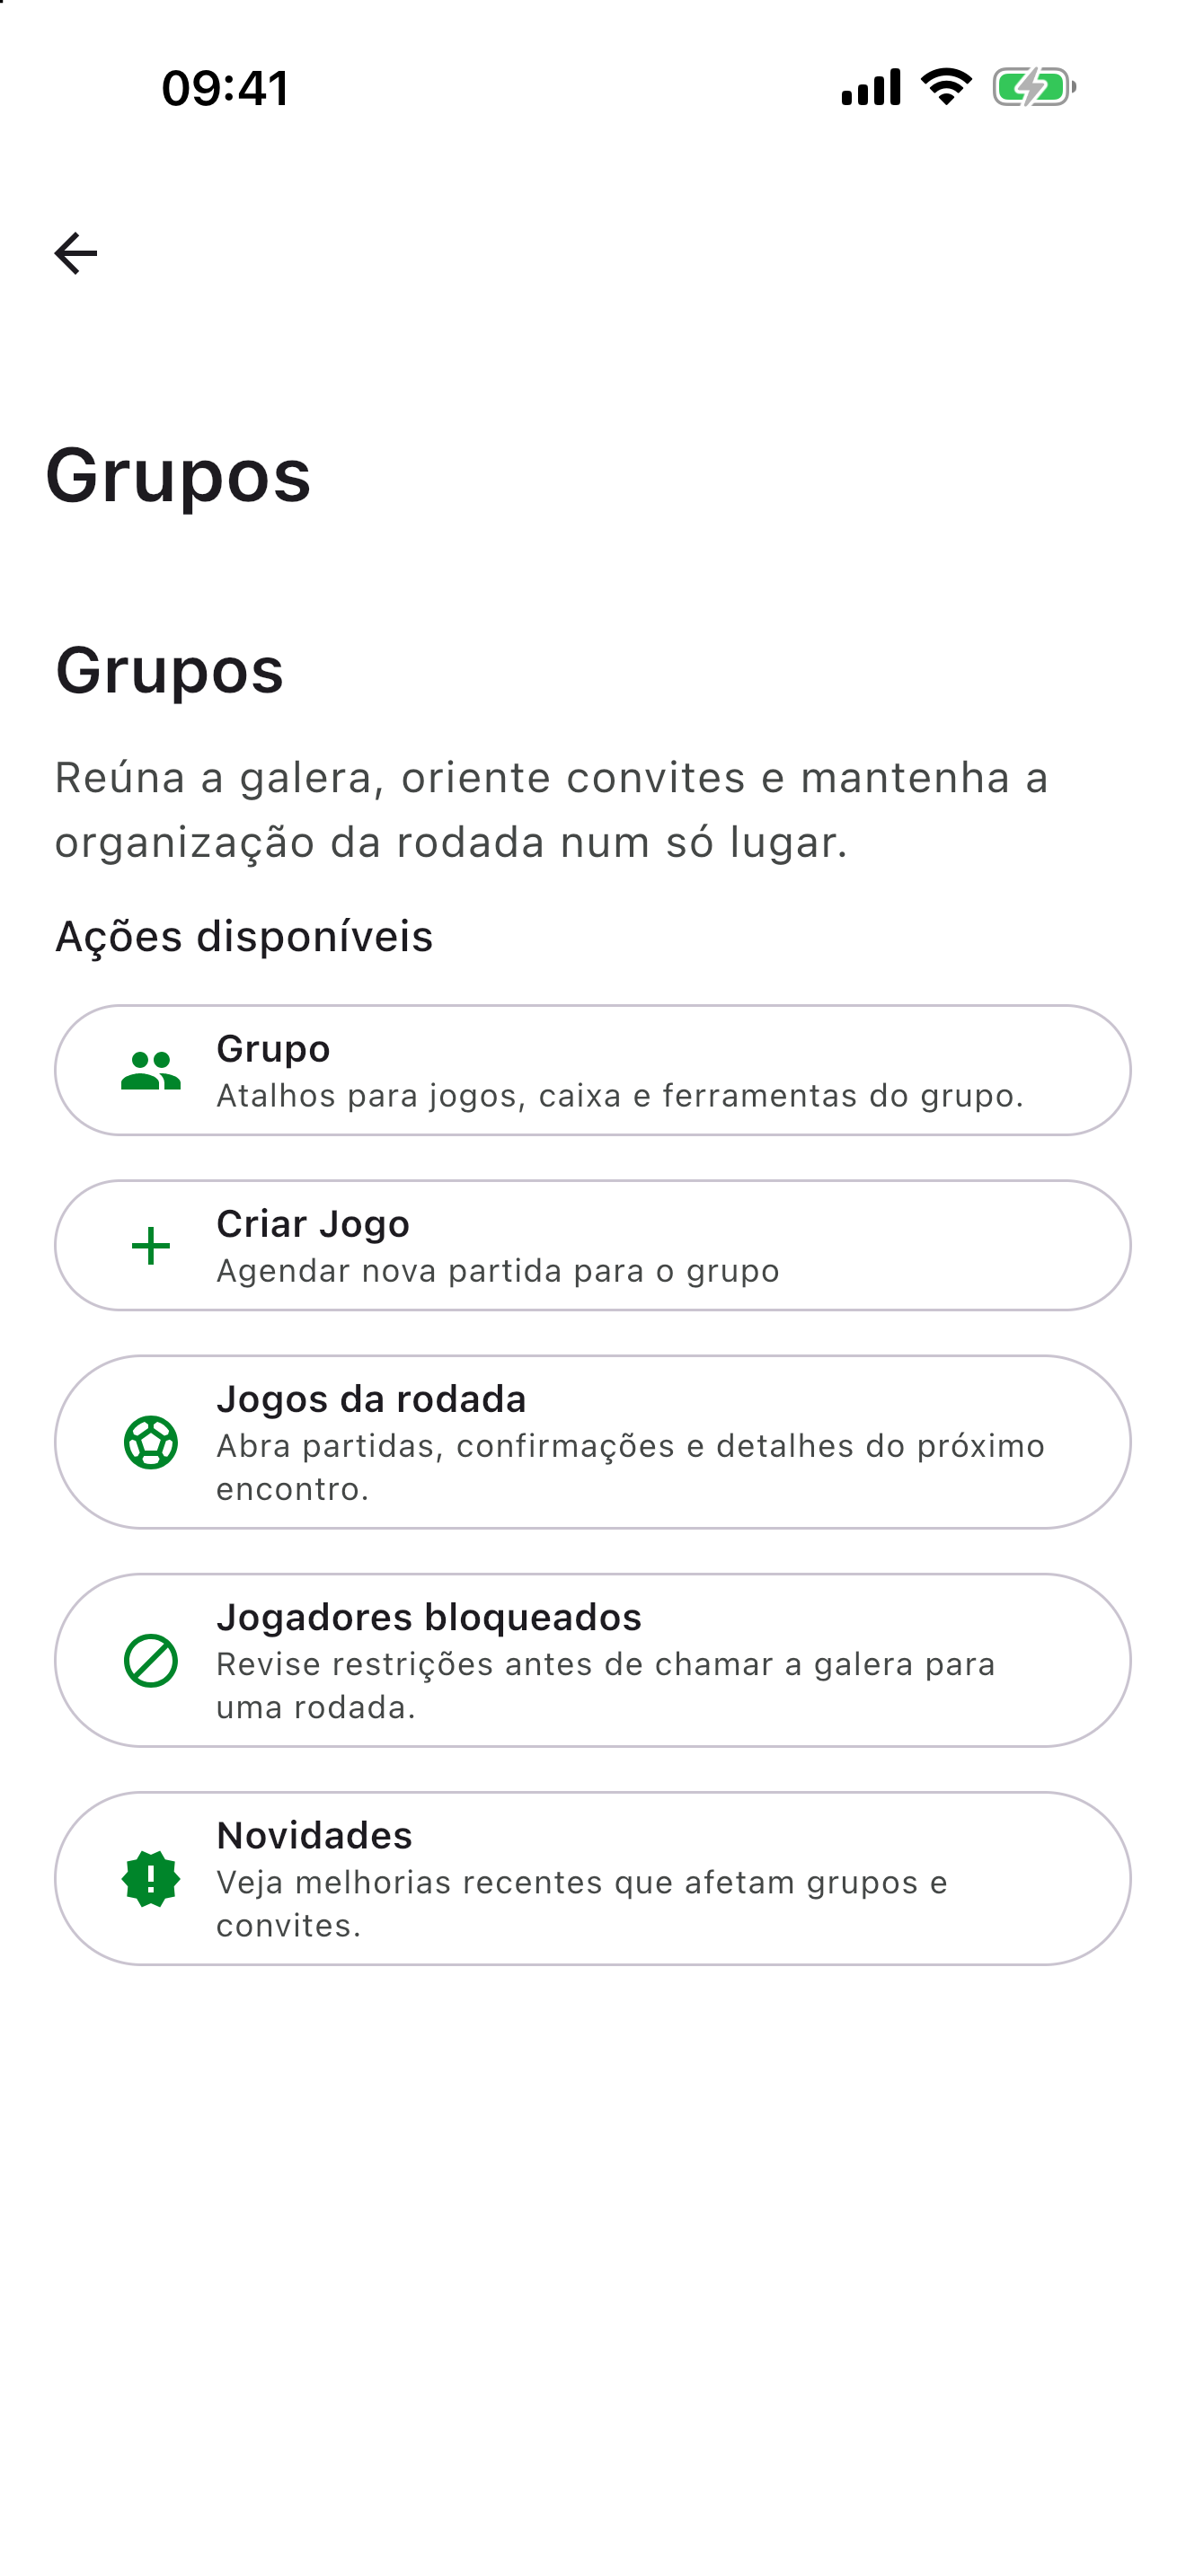 09:41
Grupos
Grupos
Reúna a galera, oriente convites e mantenha a
organização da rodada num só lugar.
Ações disponíveis
Grupo
Atalhos para jogos, caixa e ferramentas do grupo.
Criar Jogo
Agendar nova partida para o grupo
Jogos da rodada
Abra partidas, confirmações e detalhes do próximo
encontro.
Jogadores bloqueados
Revise restrições antes de chamar a galera para
uma rodada.
Novidades
Veja melhorias recentes que afetam grupos e
convites.